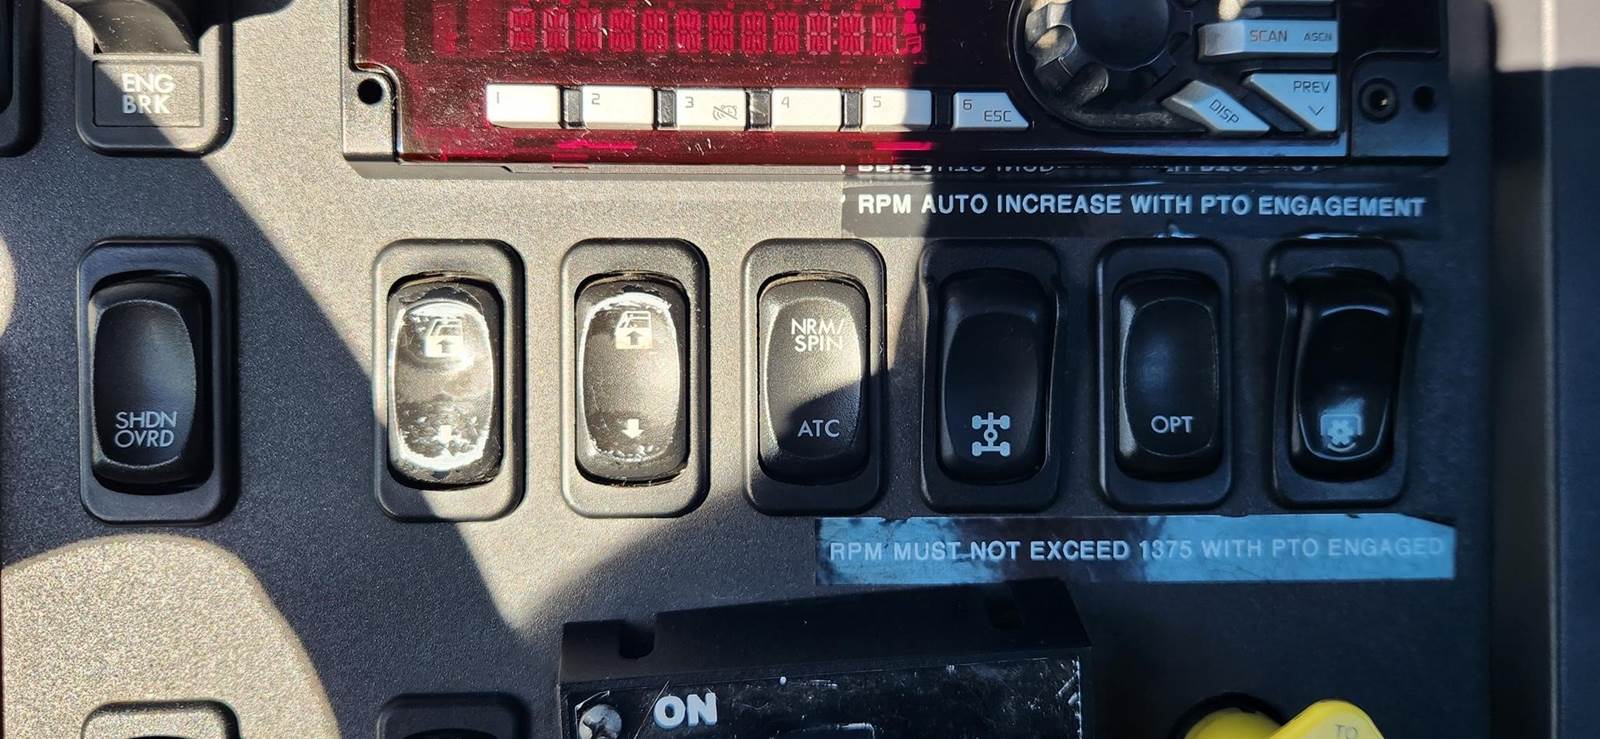 ENG
BRK
1
2
3
4
5
6
ESC
SCAN
ASCN
DISP
PREV
RPM AUTO INCREASE WITH PTO ENGAGEMENT
SHDN
OVRD
NRM/
SPIN
ATC
OPT
RPM MUST NOT EXCEED 1375 WITH PTO ENGAGED
ON
TO